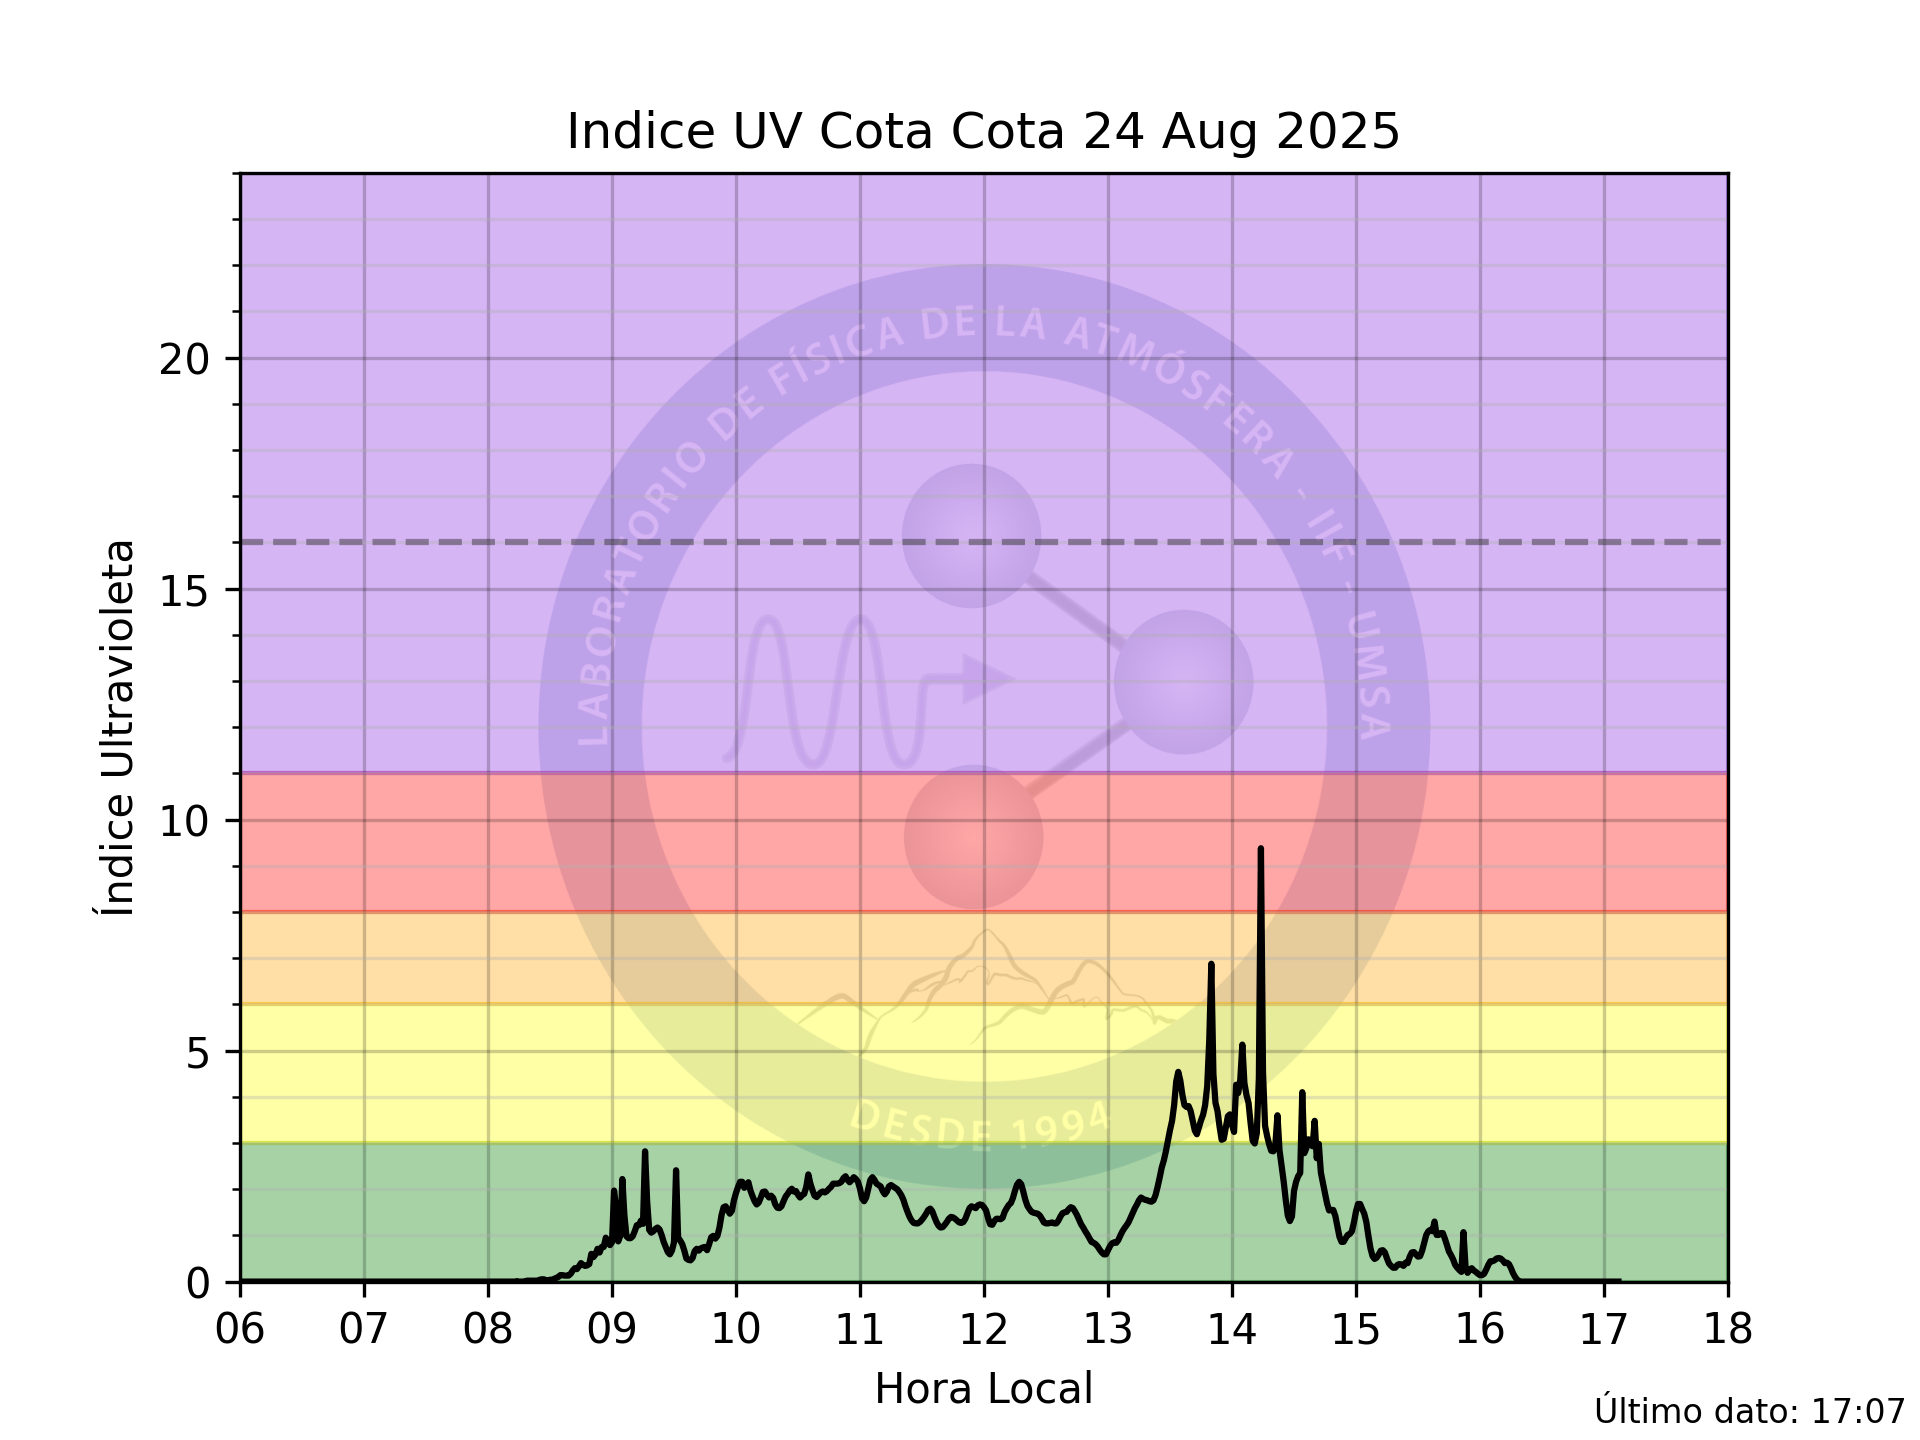 Indice UV Cota Cota 24 Aug 2025
Índice Ultravioleta
20
15
10
5
0
LABORATORIO DE FÍSICA DE LA ATMÓSFERA - IIF - UMSA
DESDE 1994
06 07 08 09 10 11 12 13 14 15 16 17 18
Hora Local
Último dato: 17:07